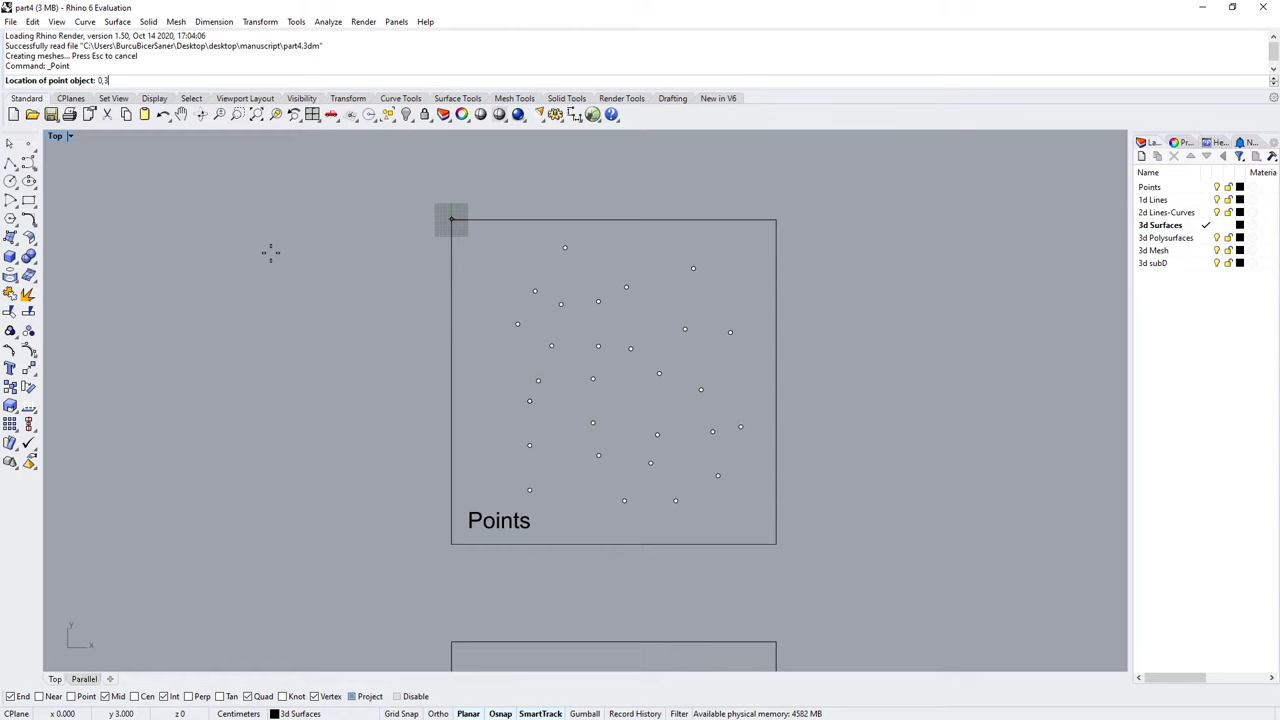 part4 (3 MB) - Rhino 6 Evaluation
File Edit View Curve Surface Solid Mesh Dimension Transform Tools Analyze Render Panels Help
Loading Rhino Render, version 1.50, Oct 14 2020, 17:04:06
Successfully read file "C:\Users\BurcuBicerSaner\Desktop\desktop\manuscript\part4.3dm"
Creating meshes... Press Esc to cancel
Command: _Point
Location of point object: 0,3
Standard CPlanes Set View Display Select Viewport Layout Visibility Transform Curve Tools Surface Tools Mesh Tools Solid Tools Render Tools Drafting New in V6
Top
La... Pr... He... N...
Name Materia
Points
1d Lines
2d Lines-Curves
3d Surfaces
3d Polysurfaces
3d Mesh
3d subD
Points
y
x
Top Parallel
End Near Point Mid Cen Int Perp Tan Quad Knot Vertex Project Disable
CPlane x 0.000 y 3.000 z 0 Centimeters 3d Surfaces Grid Snap Ortho Planar Osnap SmartTrack Gumball Record History Filter Available physical memory: 4582 MB